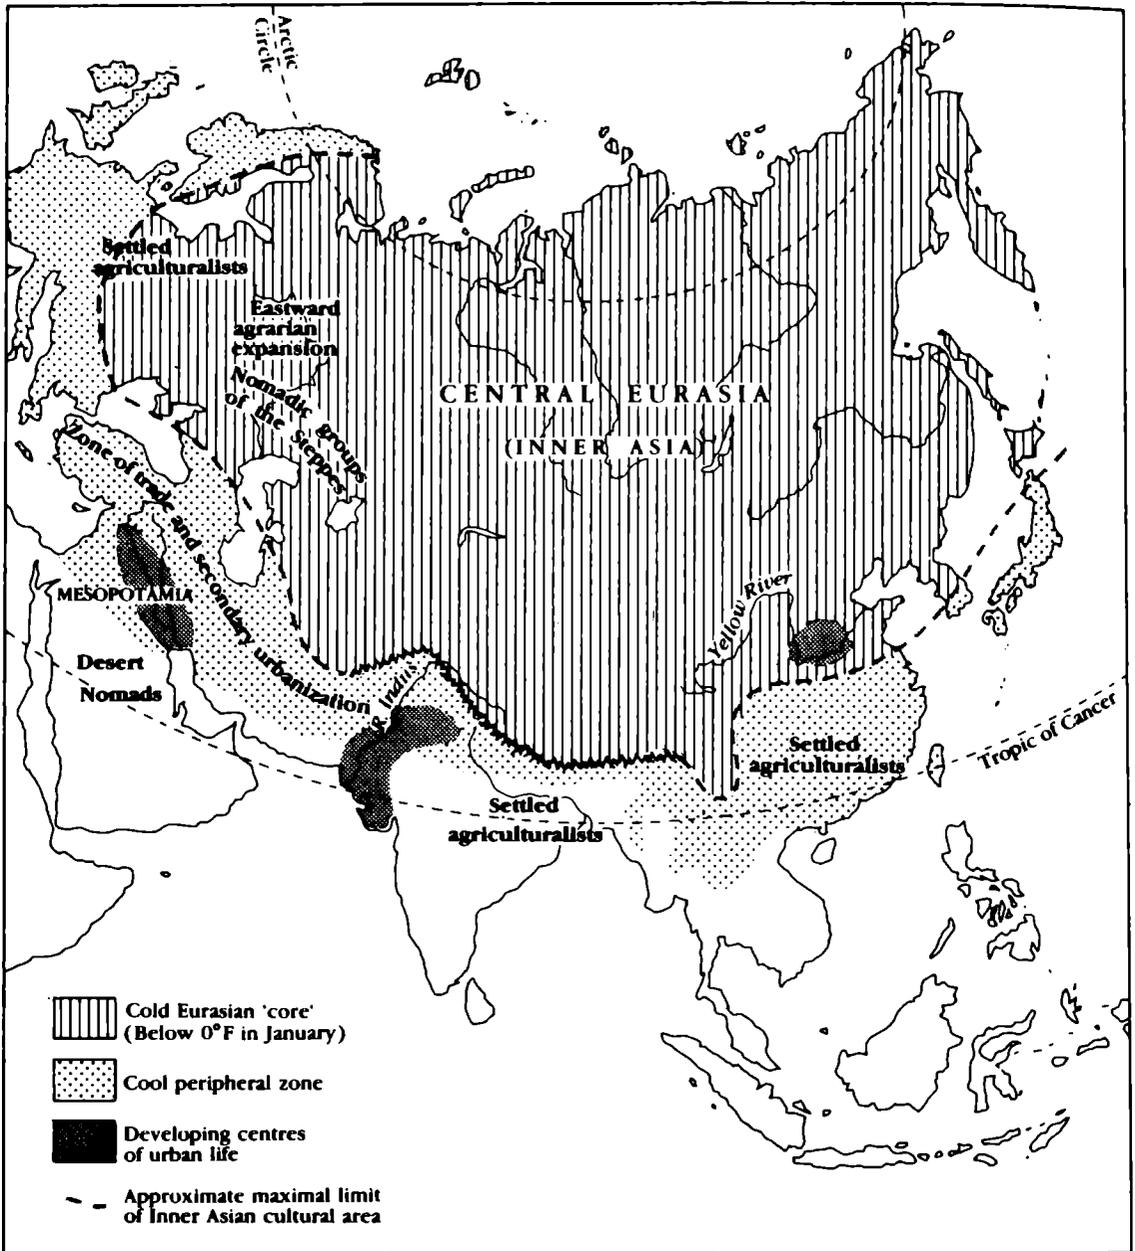 Arctic
Circle
Settled
agriculturalists
Eastward
agrarian
expansion
Nomadic groups
of the Steppes
CENTRAL EURASIA
(INNER ASIA)
Zone of trade and secondary urbanization
MESOPOTAMIA
Yellow River
Desert
Nomads
R. Indus
Settled
agriculturalists
Tropic of Cancer
Settled
agriculturalists
Cold Eurasian 'core'
(Below 0°F in January)
Cool peripheral zone
Developing centres
of urban life
Approximate maximal limit
of Inner Asian cultural area